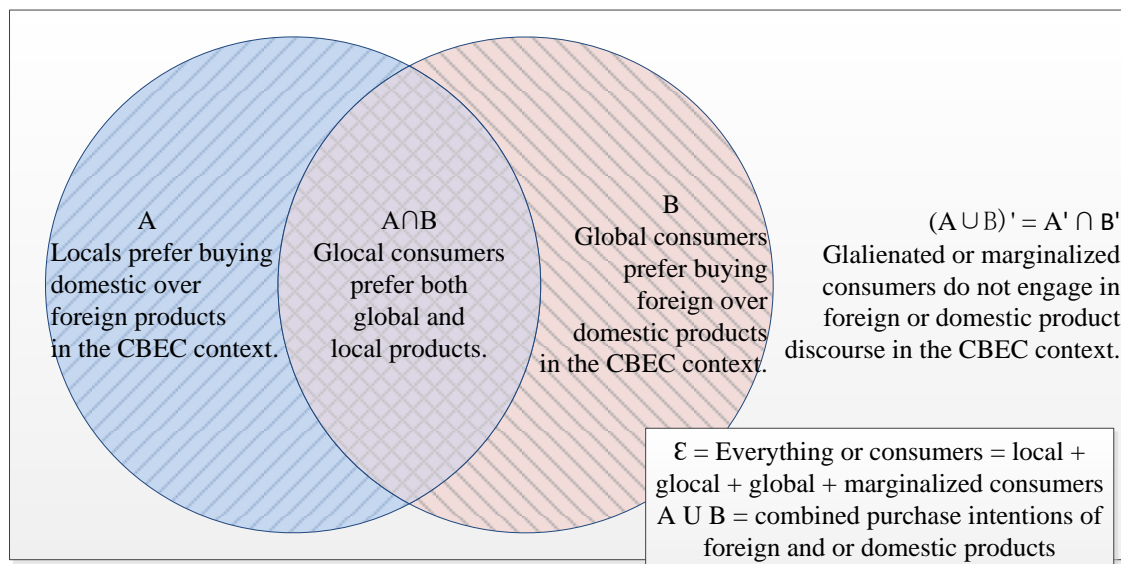 A
Locals prefer buying
domestic over
foreign products
in the CBEC context.
A∩B
Glocal consumers
prefer both
global and
local products.
B
Global consumers
prefer buying
foreign over
domestic products
in the CBEC context.
(A∪B)' = A' ∩ B'
Glalienated or marginalized
consumers do not engage in
foreign or domestic product
discourse in the CBEC context.
Ɛ = Everything or consumers = local +
glocal + global + marginalized consumers
A U B = combined purchase intentions of
foreign and or domestic products